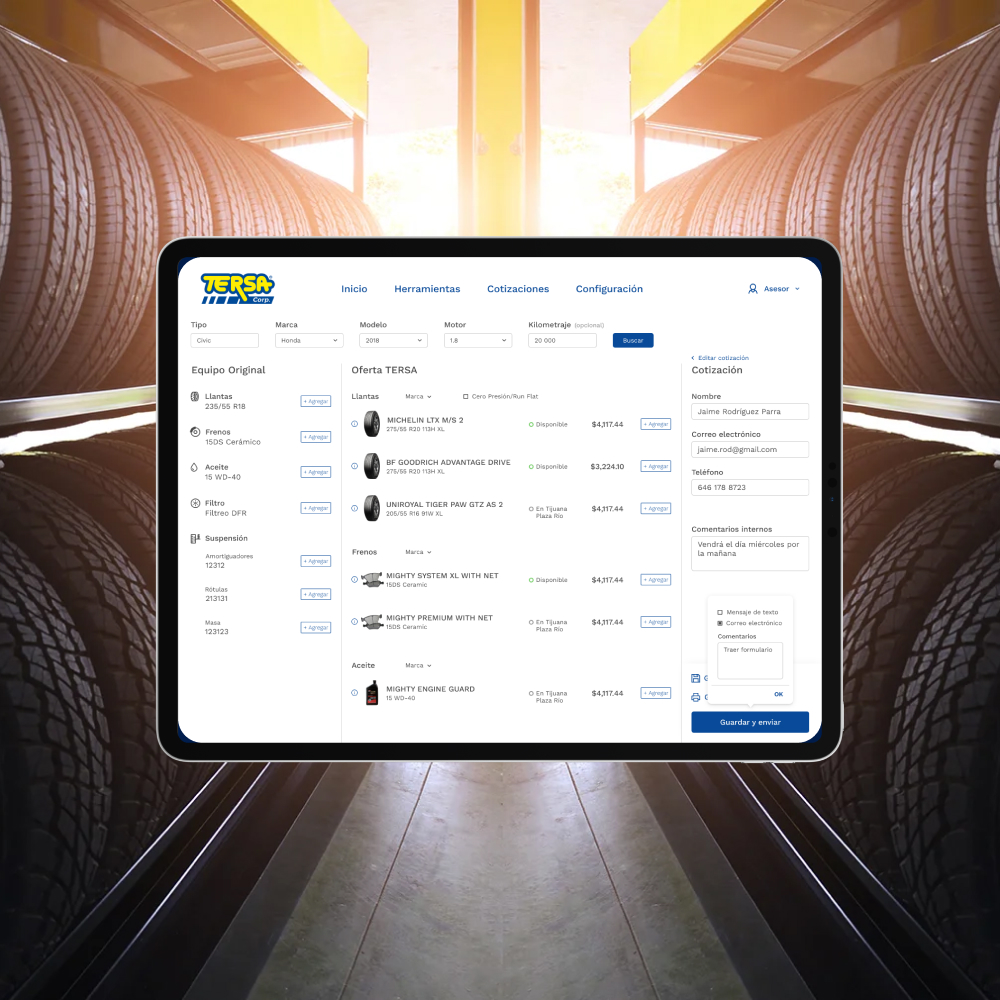 TERSA
Corp.
Inicio
Herramientas
Cotizaciones
Configuración
Asesor
Tipo
Marca
Modelo
Motor
Kilometraje (opcional)
Civic
Honda
2018
1.8
20 000
Buscar
Equipo Original
Llantas
235/55 R18
+ Agregar
Frenos
15DS Cerámico
+ Agregar
Aceite
15 WD-40
+ Agregar
Filtro
Filtreo DFR
+ Agregar
Suspensión
Amortiguadores
12312
+ Agregar
Rótulas
213131
+ Agregar
Masa
123123
+ Agregar
Oferta TERSA
Llantas
Marca
Cero Presión/Run Flat
MICHELIN LTX M/S 2
275/55 R20 113H XL
Disponible
$4,117.44
+ Agregar
BF GOODRICH ADVANTAGE DRIVE
275/55 R20 113H XL
Disponible
$3,224.10
+ Agregar
UNIROYAL TIGER PAW GTZ AS 2
205/55 R16 91W XL
En Tijuana
Plaza Río
$4,117.44
+ Agregar
Frenos
Marca
MIGHTY SYSTEM XL WITH NET
15DS Ceramic
Disponible
$4,117.44
+ Agregar
MIGHTY PREMIUM WITH NET
15DS Ceramic
En Tijuana
Plaza Río
$4,117.44
+ Agregar
Aceite
Marca
MIGHTY ENGINE GUARD
15 WO-40
En Tijuana
Plaza Río
$4,117.44
+ Agregar
Editar cotización
Cotización
Nombre
Jaime Rodríguez Parra
Correo electrónico
jaime.rod@gmail.com
Teléfono
646 178 8723
Comentarios internos
Vendrá el día miércoles por
la mañana
Mensaje de texto
Correo electrónico
Comentarios
Traer formulario
OK
Guardar y enviar